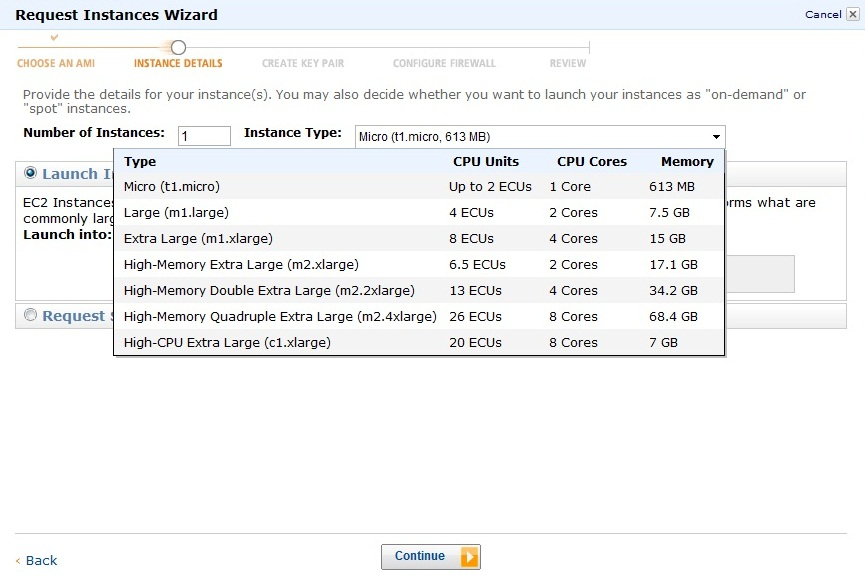 Request Instances Wizard
Cancel
CHOOSE AN AMI INSTANCE DETAILS CREATE KEY PAIR CONFIGURE FIREWALL REVIEW
Provide the details for your instance(s). You may also decide whether you want to launch your instances as "on-demand" or
"spot" instances.
Number of Instances: 1 Instance Type: Micro (t1.micro, 613 MB)
Type CPU Units CPU Cores Memory
Launch
Micro (t1.micro) Up to 2 ECUs 1 Core 613 MB
EC2 Instances what are
Large (m1.large) 4 ECUs 2 Cores 7.5 GB
commonly
Launch into:
Extra Large (m1.xlarge) 8 ECUs 4 Cores 15 GB
High-Memory Extra Large (m2.xlarge) 6.5 ECUs 2 Cores 17.1 GB
High-Memory Double Extra Large (m2.2xlarge) 13 ECUs 4 Cores 34.2 GB
Request
High-Memory Quadruple Extra Large (m2.4xlarge) 26 ECUs 8 Cores 68.4 GB
High-CPU Extra Large (c1.xlarge) 20 ECUs 8 Cores 7 GB
Back
Continue